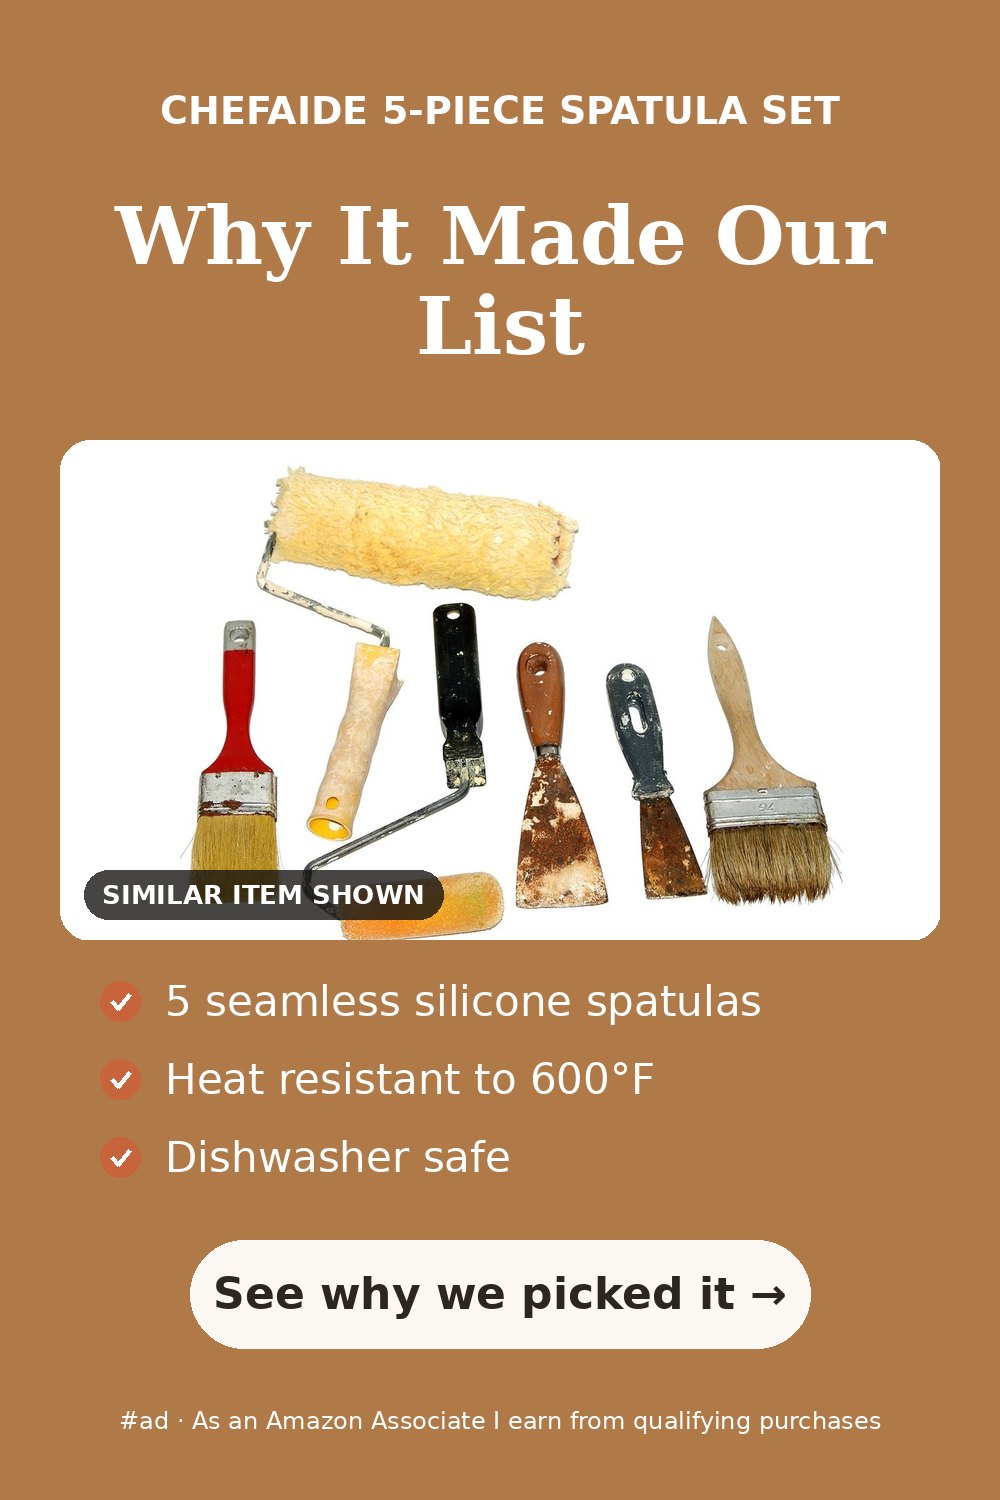 CHEFAIDE 5-PIECE SPATULA SET
Why It Made Our
List
SIMILAR ITEM SHOWN
5 seamless silicone spatulas
Heat resistant to 600°F
Dishwasher safe
See why we picked it →
#ad · As an Amazon Associate I earn from qualifying purchases